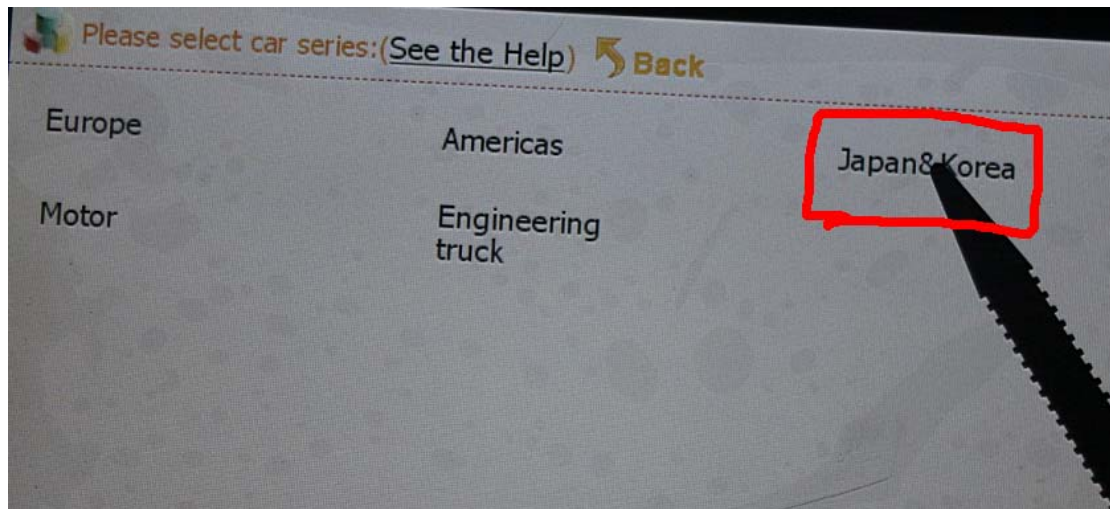 Please select car series:(See the Help) Back
Europe
Americas
Japan&Korea
Motor
Engineering
truck